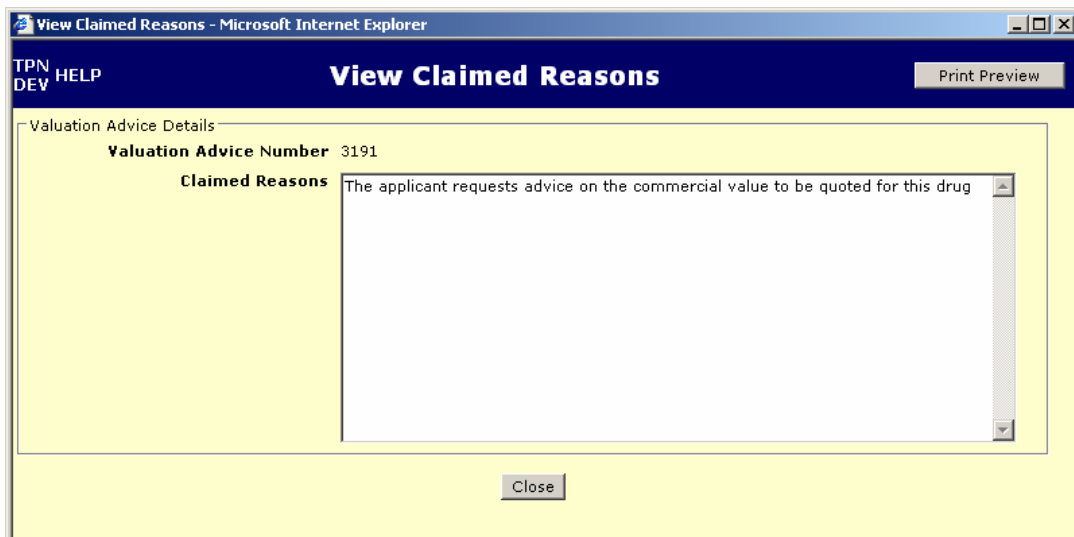 View Claimed Reasons - Microsoft Internet Explorer
TPN
DEV HELP
View Claimed Reasons
Print Preview
Valuation Advice Details
Valuation Advice Number 3191
Claimed Reasons
The applicant requests advice on the commercial value to be quoted for this drug
Close